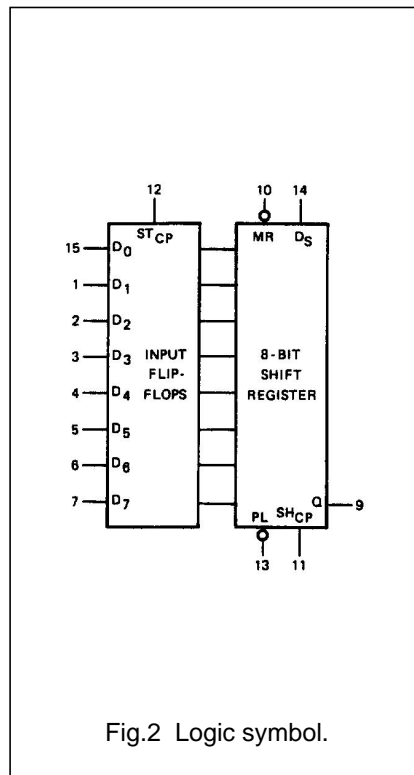 12
10 14
ST CP
MR D S
15 D 0
1 D 1
2 D 2
3 D 3 INPUT 8-BIT
FLIP- SHIFT
4 D 4 FLOPS REGISTER
5 D 5
6 D 6
7 D 7
Q 9
PL SH CP
13 11
Fig.2 Logic symbol.